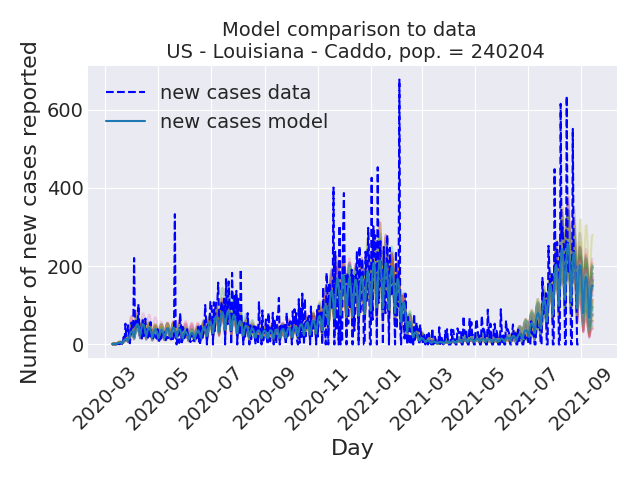 Model comparison to data
US - Louisiana - Caddo, pop. = 240204
Number of new cases reported
600
400
200
0
new cases data
new cases model
2020-03
2020-05
2020-07
2020-09
2020-11
2021-01
2021-03
2021-05
2021-07
2021-09
Day